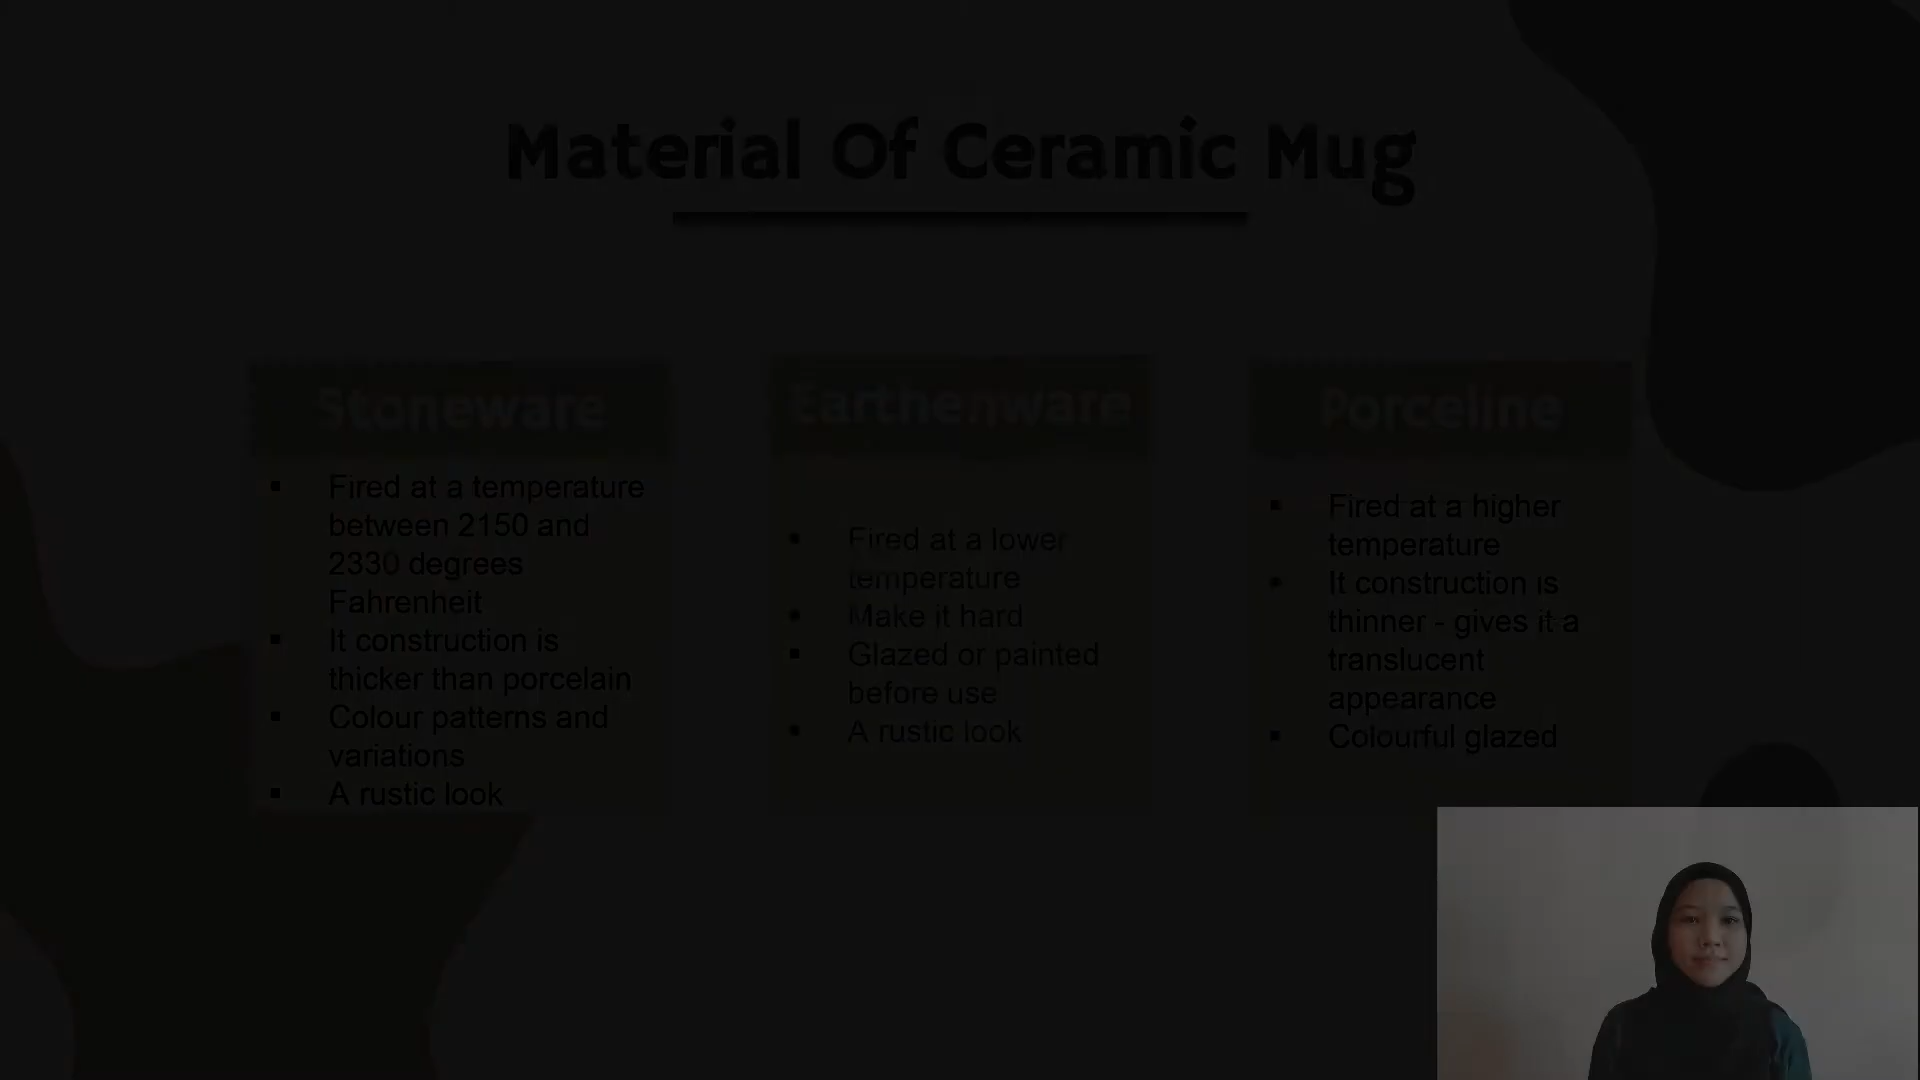 Material Of Ceramic Mug
Stoneware
▪ Fired at a temperature
between 2150 and
2330 degrees
Fahrenheit
▪ It construction is
thicker than porcelain
▪ Colour patterns and
variations
▪ A rustic look
Earthenware
▪ Fired at a lower
temperature
▪ Make it hard
▪ Glazed or painted
before use
▪ A rustic look
Porceline
▪ Fired at a higher
temperature
▪ It construction is
thinner - gives it a
translucent
appearance
▪ Colourful glazed